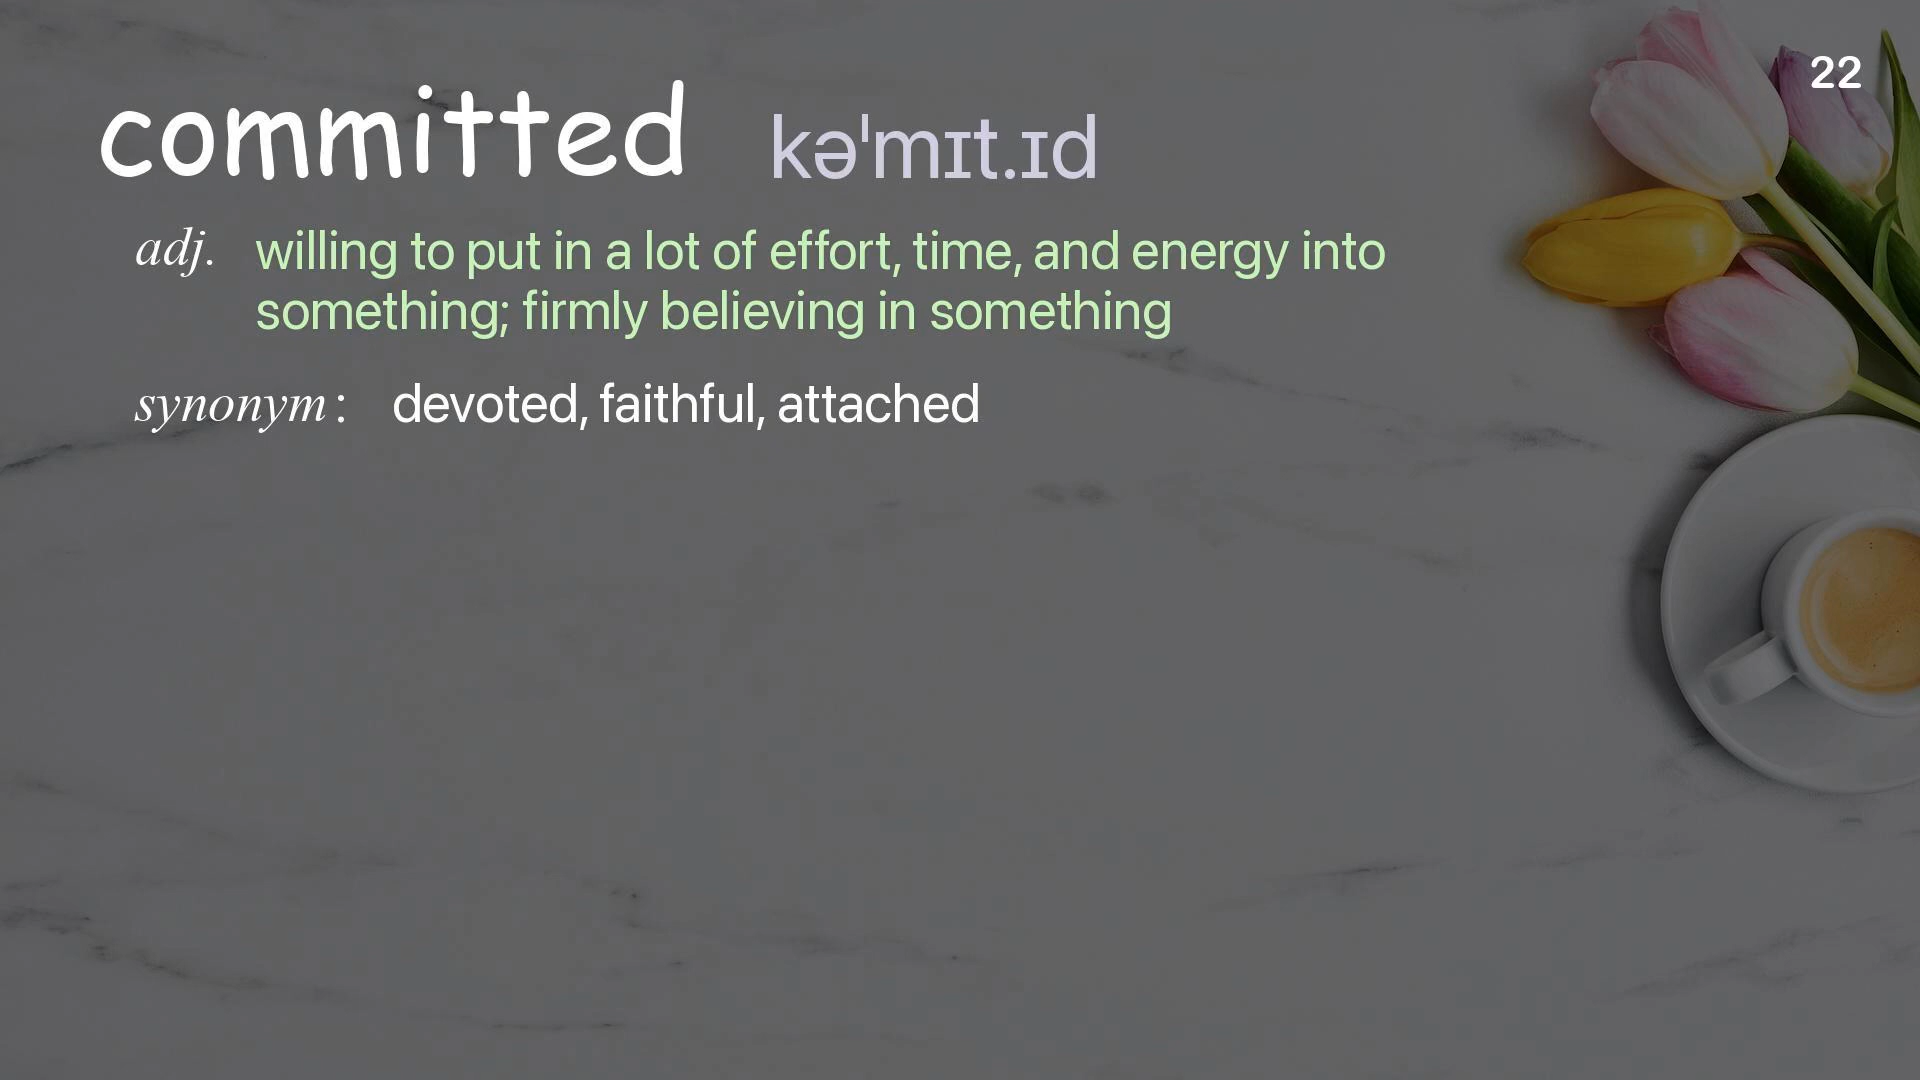 22
committed kəˈmɪt.ɪd
adj. willing to put in a lot of effort, time, and energy into
something; firmly believing in something
synonym : devoted, faithful, attached